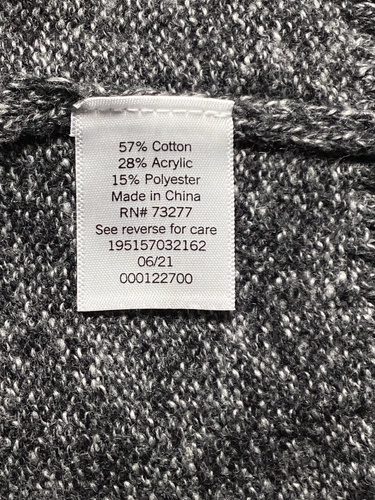 57% Cotton
28% Acrylic
15% Polyester
Made in China
RN# 73277
See reverse for care
195157032162
06/21
000122700